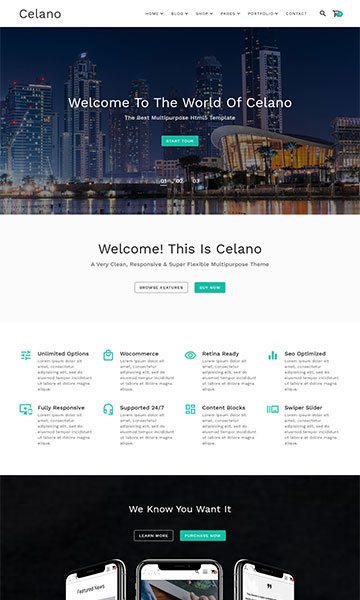 Celano
HOME BLOG SHOP PAGES PORTFOLIO CONTACT
Welcome To The World Of Celano
The Best Multipurpose Html5 Template
START TOUR
01 02 03
Welcome! This Is Celano
A Very Clean, Responsive & Super Flexible Multipurpose Theme
BROWSE FEATURES
BUY NOW
Unlimited Options
Lorem ipsum dolor sit
amet, consectetur
adipisicing elit, sed do
eiusmod tempor incididunt
ut labore et dolore magna
aliqua.
Wocommerce
Lorem ipsum dolor sit
amet, consectetur
adipisicing elit, sed do
eiusmod tempor incididunt
ut labore et dolore magna
aliqua.
Retina Ready
Lorem ipsum dolor sit
amet, consectetur
adipisicing elit, sed do
eiusmod tempor incididunt
ut labore et dolore magna
aliqua.
Seo Optimized
Lorem ipsum dolor sit
amet, consectetur
adipisicing elit, sed do
eiusmod tempor incididunt
ut labore et dolore magna
aliqua.
Fully Responsive
Lorem ipsum dolor sit
amet, consectetur
adipisicing elit, sed do
eiusmod tempor incididunt
ut labore et dolore magna
aliqua.
Supported 24/7
Lorem ipsum dolor sit
amet, consectetur
adipisicing elit, sed do
eiusmod tempor incididunt
ut labore et dolore magna
aliqua.
Content Blocks
Lorem ipsum dolor sit
amet, consectetur
adipisicing elit, sed do
eiusmod tempor incididunt
ut labore et dolore magna
aliqua.
Swiper Slider
Lorem ipsum dolor sit
amet, consectetur
adipisicing elit, sed do
eiusmod tempor incididunt
ut labore et dolore magna
aliqua.
We Know You Want It
LEARN MORE
PURCHASE NOW
Featured News